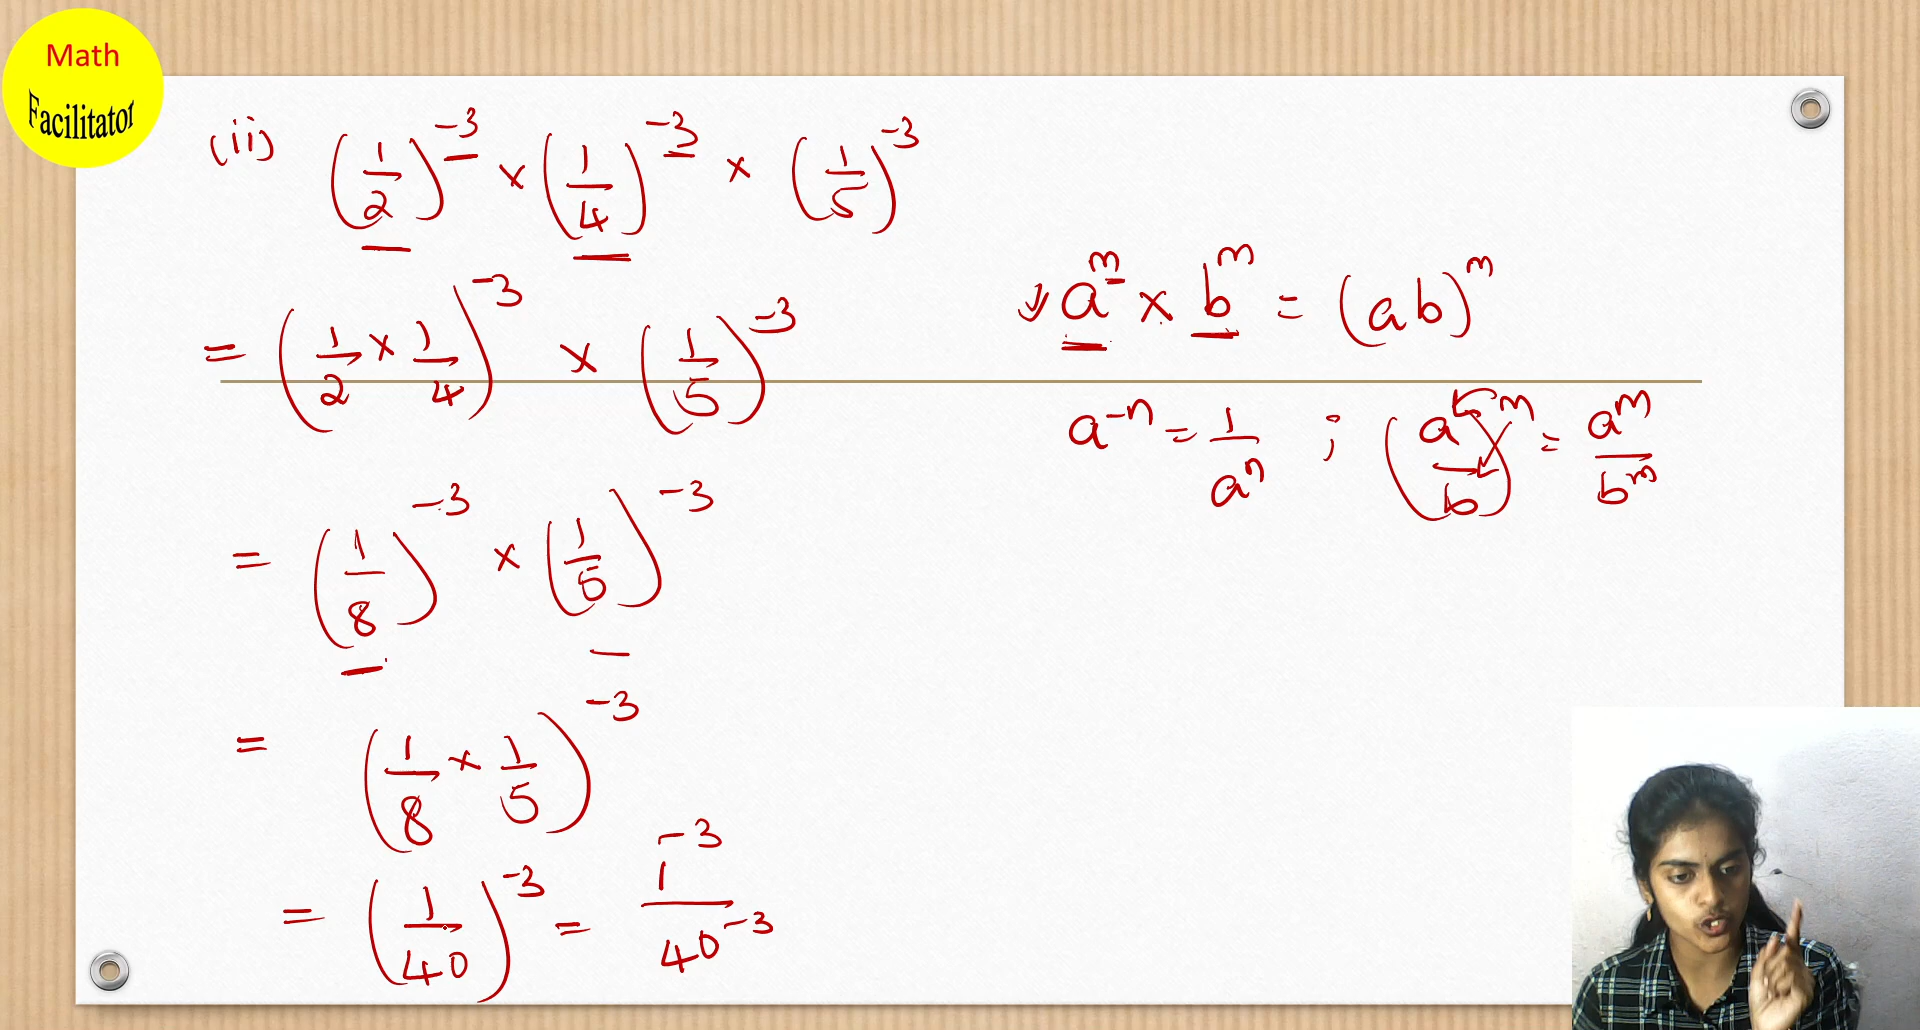 Math
Facilitator
(ii) (1/2)^-3 × (1/4)^-3 × (1/5)^-3
= (1/2 × 1/4)^-3 × (1/5)^-3
= (1/8)^-3 × (1/5)^-3
= (1/8 × 1/5)^-3
= (1/40)^-3 = 1^-3/40^-3
a^m × b^m = (ab)^m
a^-n = 1/a^n ; (a/b)^m = a^m/b^m